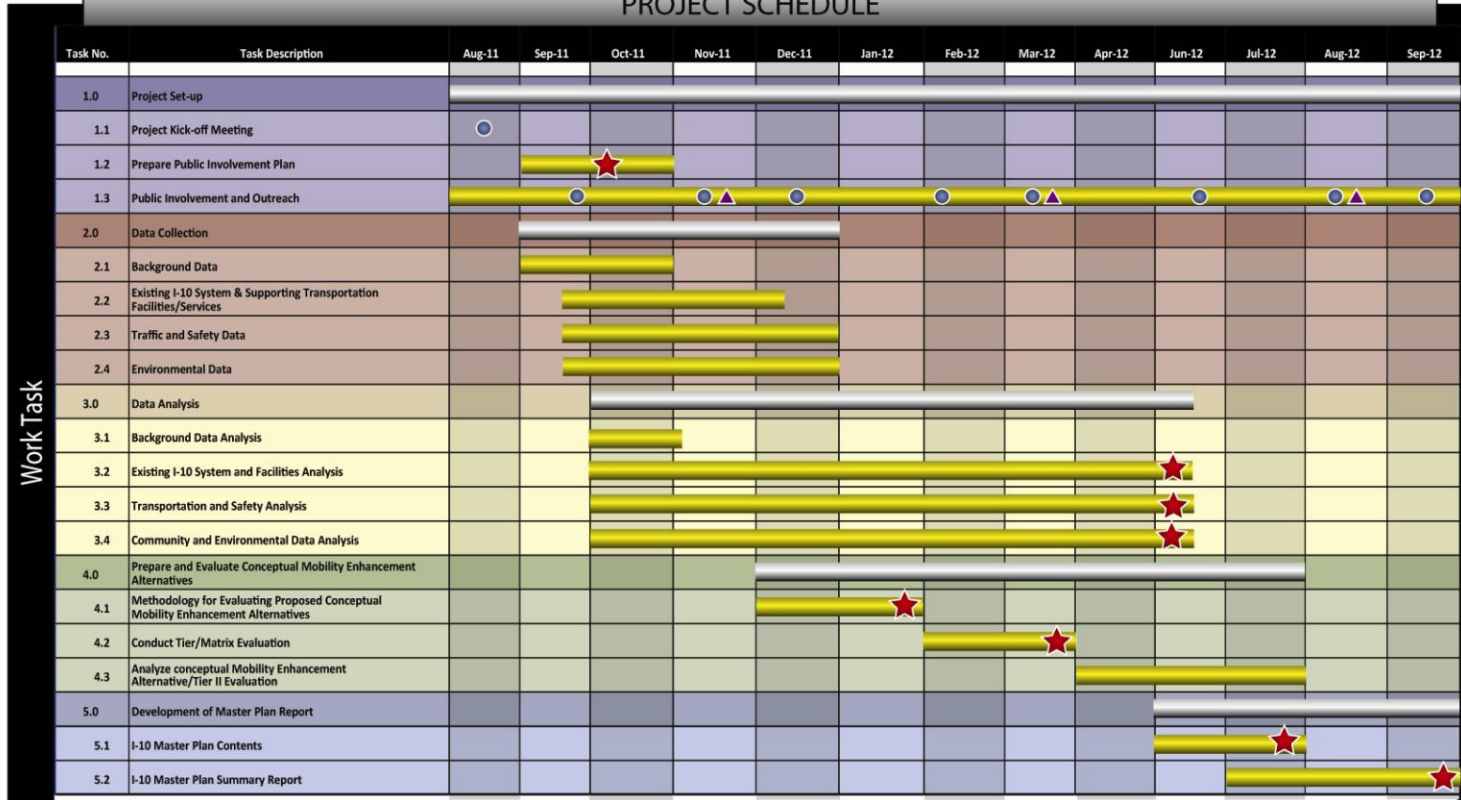 PROJECT SCHEDULE
Task No. Task Description Aug-11 Sep-11 Oct-11 Nov-11 Dec-11 Jan-12 Feb-12 Mar-12 Apr-12 Jun-12 Jul-12 Aug-12 Sep-12
Work Task
1.0 Project Set-up
1.1 Project Kick-off Meeting
1.2 Prepare Public Involvement Plan
1.3 Public Involvement and Outreach
2.0 Data Collection
2.1 Background Data
2.2 Existing I-10 System & Supporting Transportation
Facilities/Services
2.3 Traffic and Safety Data
2.4 Environmental Data
3.0 Data Analysis
3.1 Background Data Analysis
3.2 Existing I-10 System and Facilities Analysis
3.3 Transportation and Safety Analysis
3.4 Community and Environmental Data Analysis
4.0 Prepare and Evaluate Conceptual Mobility Enhancement
Alternatives
4.1 Methodology for Evaluating Proposed Conceptual
Mobility Enhancement Alternatives
4.2 Conduct Tier/Matrix Evaluation
4.3 Analyze conceptual Mobility Enhancement
Alternative/Tier II Evaluation
5.0 Development of Master Plan Report
5.1 I-10 Master Plan Contents
5.2 I-10 Master Plan Summary Report